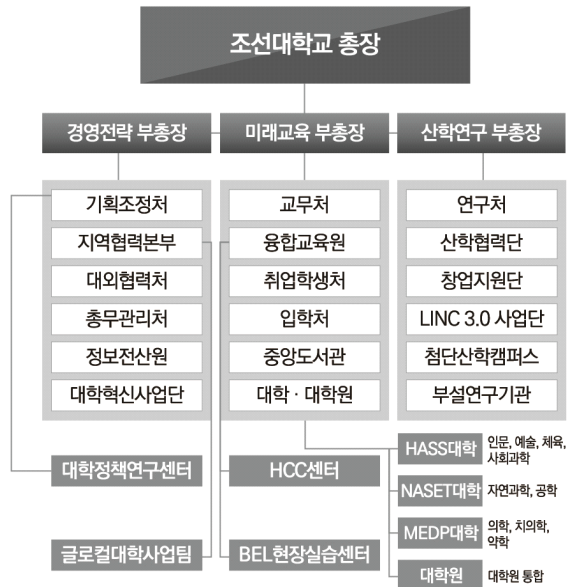 조선대학교 총장
경영전략 부총장
미래교육 부총장
산학연구 부총장
기획조정처
지역협력본부
대외협력처
총무관리처
정보전산원
대학혁신사업단
교무처
융합교육원
취업학생처
입학처
중앙도서관
대학 · 대학원
연구처
산학협력단
창업지원단
LINC 3.0 사업단
첨단산학캠퍼스
부설연구기관
대학정책연구센터
글로컬대학사업팀
HCC센터
BEL현장실습센터
HASS대학
인문, 예술, 체육,
사회과학
NASET대학
자연과학, 공학
MEDP대학
의학, 치의학,
약학
대학원
대학원 통합